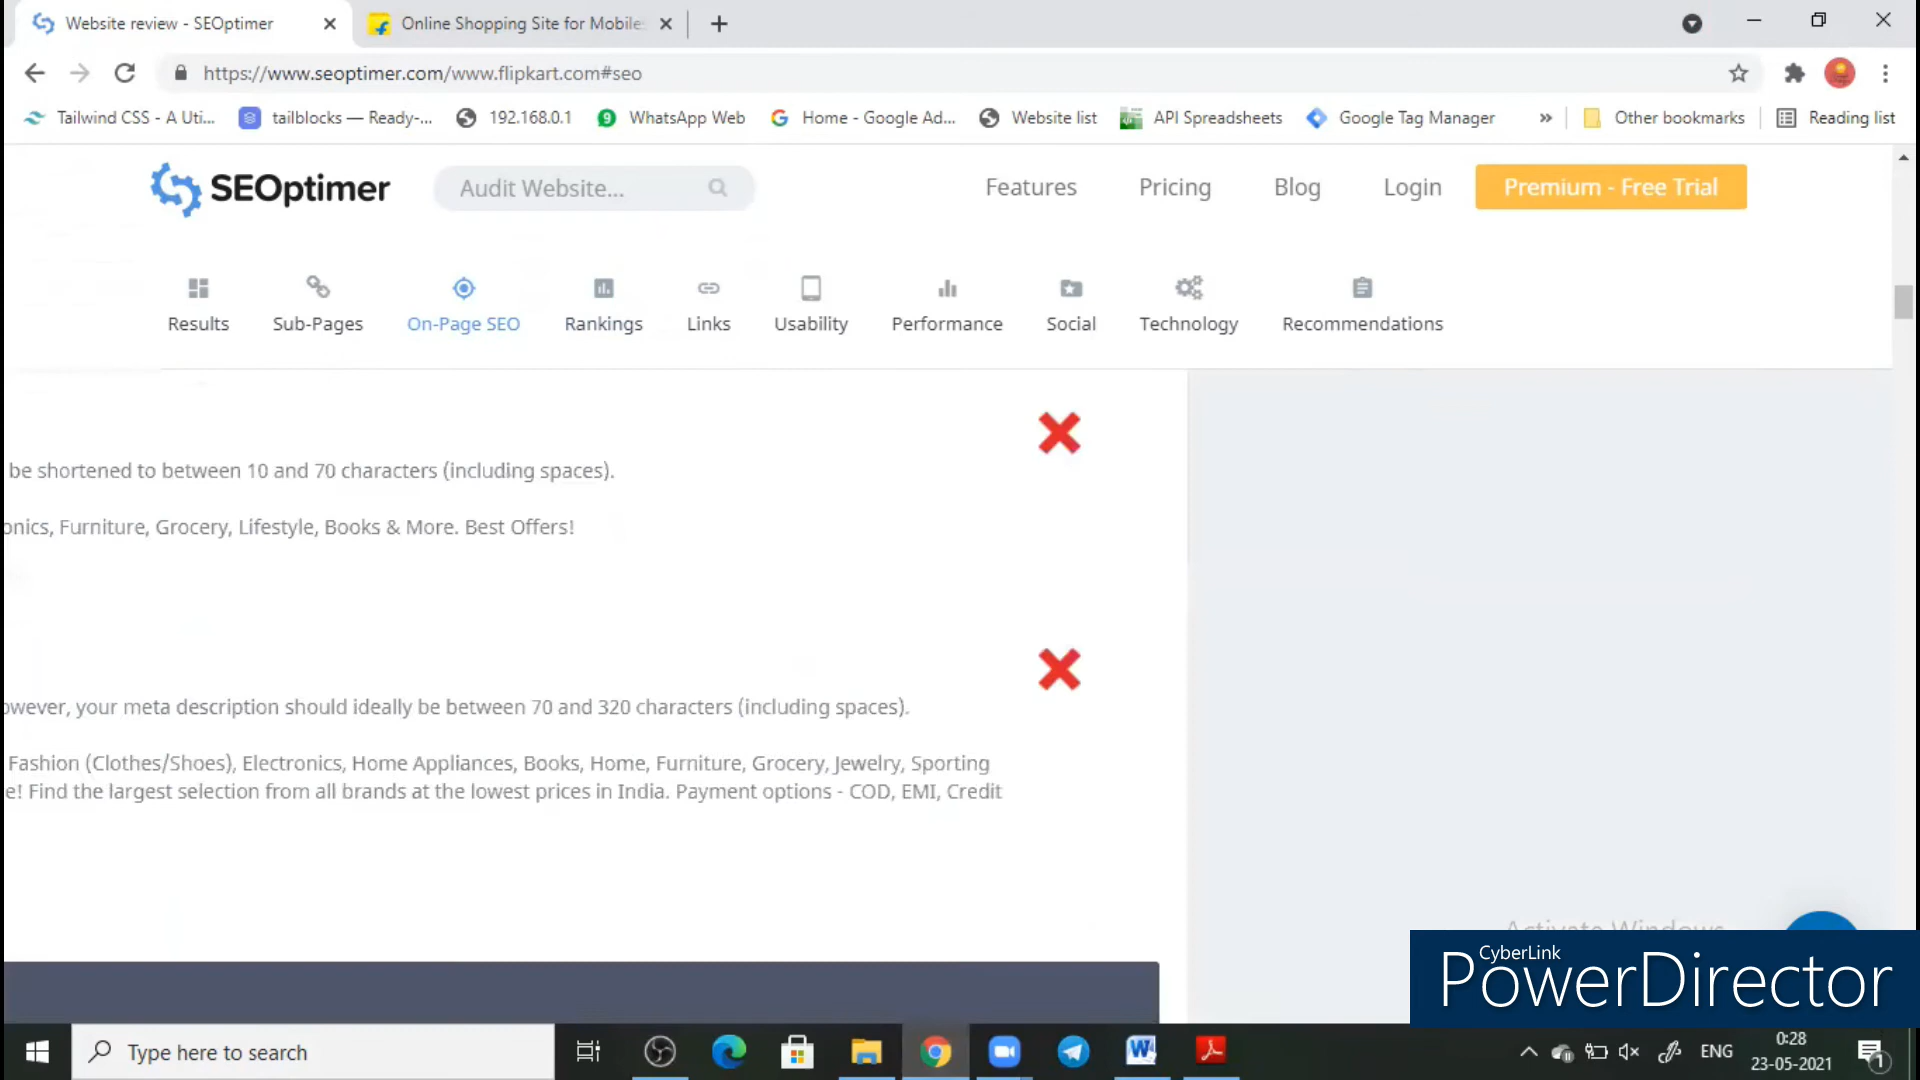 Website review - SEOptimer
Online Shopping Site for Mobile
https://www.seoptimer.com/www.flipkart.com#seo
Tailwind CSS - A Uti... tailblocks — Ready-... 192.168.0.1 9 WhatsApp Web Home - Google Ad... Website list API Spreadsheets Google Tag Manager » Other bookmarks Reading list
SEOptimer Audit Website... Features Pricing Blog Login Premium - Free Trial
Results Sub-Pages On-Page SEO Rankings Links Usability Performance Social Technology Recommendations
be shortened to between 10 and 70 characters (including spaces).
onics, Furniture, Grocery, Lifestyle, Books & More. Best Offers!
owever, your meta description should ideally be between 70 and 320 characters (including spaces).
Fashion (Clothes/Shoes), Electronics, Home Appliances, Books, Home, Furniture, Grocery, Jewelry, Sporting
e! Find the largest selection from all brands at the lowest prices in India. Payment options - COD, EMI, Credit
Activate Windows
CyberLink
PowerDirector
Type here to search
ENG
0:28
23-05-2021
1